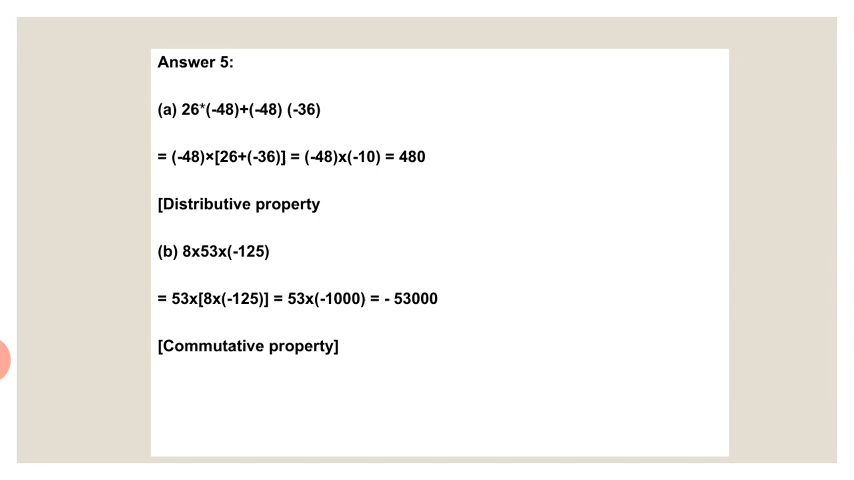 Answer 5:
(a) 26*(-48)+(-48) (-36)
= (-48)×[26+(-36)] = (-48)x(-10) = 480
[Distributive property
(b) 8x53x(-125)
= 53x[8x(-125)] = 53x(-1000) = - 53000
[Commutative property]